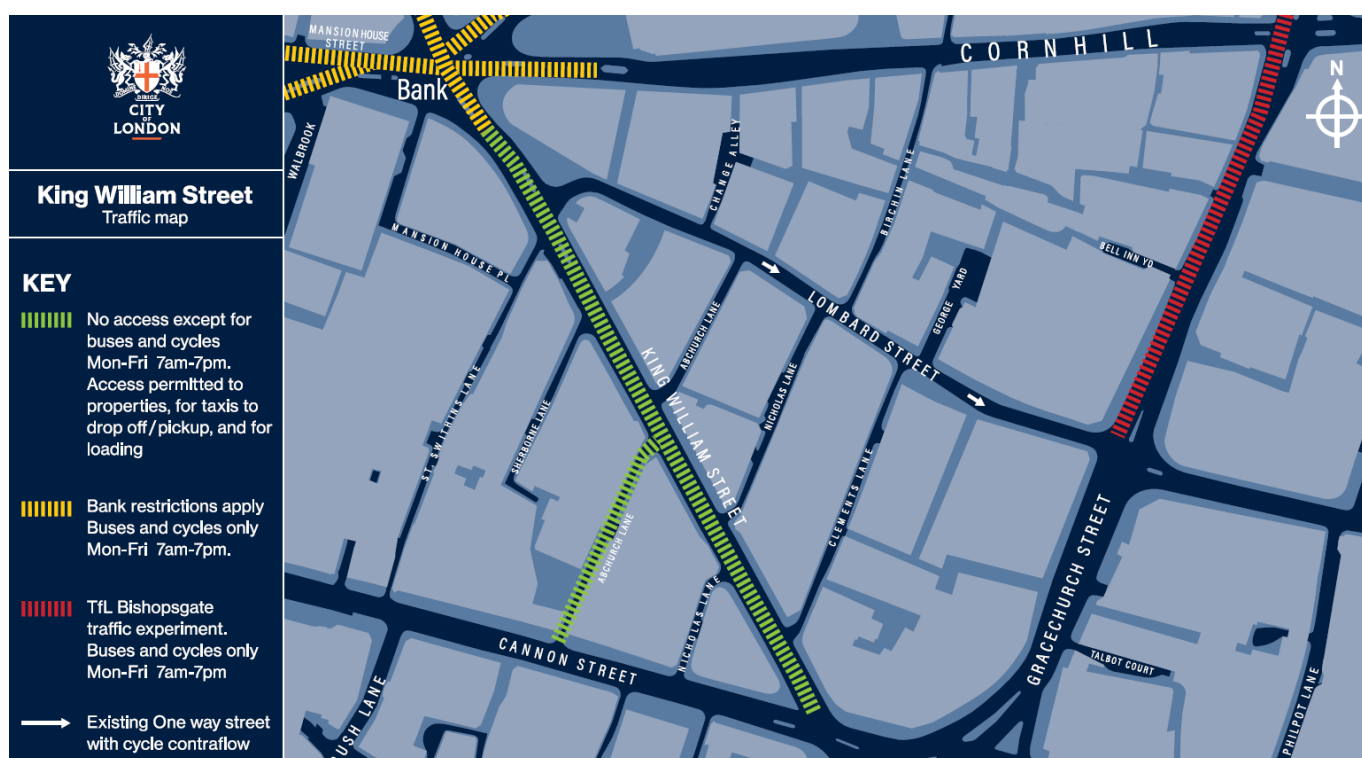 DOMINE DIRIGE NOS
CITY
OF
LONDON
King William Street
Traffic map
KEY
No access except for
buses and cycles
Mon-Fri 7am-7pm.
Access permitted to
properties, for taxis to
drop off/pickup, and for
loading
Bank restrictions apply
Buses and cycles only
Mon-Fri 7am-7pm.
TfL Bishopsgate
traffic experiment.
Buses and cycles only
Mon-Fri 7am-7pm
Existing One way street
with cycle contraflow
MANSION HOUSE
STREET
CORNHILL
N
Bank
WALBROOK
CHANGE ALLEY
BIRCHIN LANE
MANSION HOUSE PL
BELL INN YD
GEORGE YARD
LOMBARD STREET
ABCHURCH LANE
KING WILLIAM STREET
NICHOLAS LANE
ST. SWITHINS LANE
SHERBORNE LANE
CLEMENTS LANE
ABCHURCH LANE
GRACECHURCH STREET
NICHOLAS LANE
CANNON STREET
TALBOT COURT
PHILPOT LANE
BUSH LANE